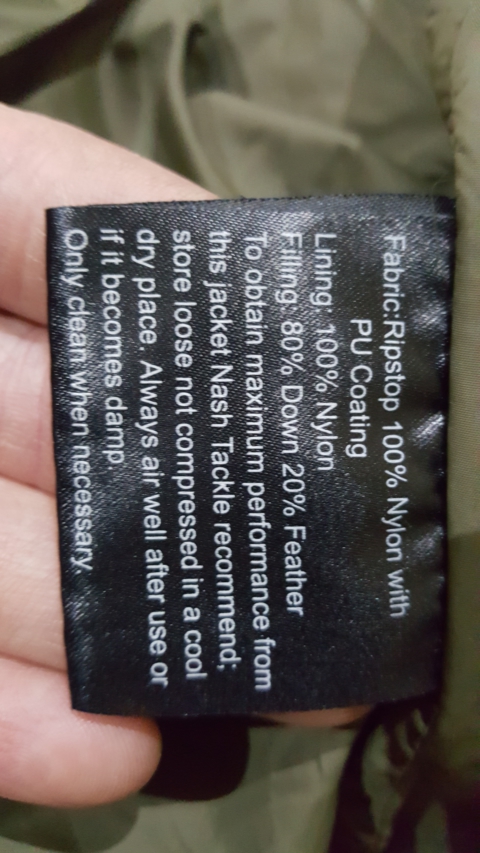 Fabric:Ripstop 100% Nylon with
PU Coating
Lining: 100% Nylon
Filling: 80% Down 20% Feather
To obtain maximum performance from
this jacket Nash Tackle recommend;
store loose not compressed in a cool
dry place. Always air well after use or
if it becomes damp.
Only clean when necessary.